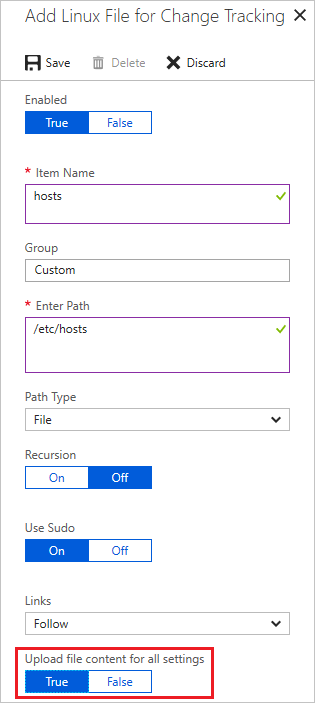 Add Linux File for Change Tracking
Save Delete Discard
Enabled
True False
* Item Name
hosts
Group
Custom
* Enter Path
/etc/hosts
Path Type
File
Recursion
On Off
Use Sudo
On Off
Links
Follow
Upload file content for all settings
True False